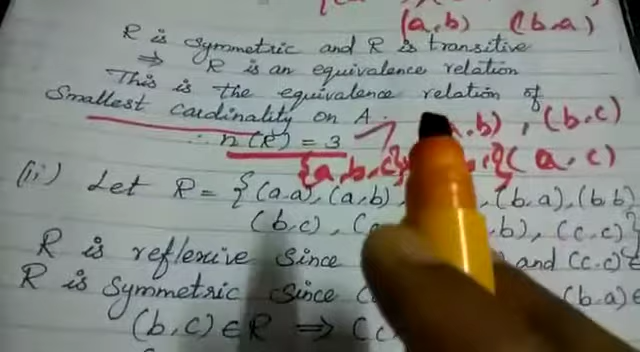 (a,b) (b.a)
R is symmetric and R is transitive
⇒ R is an equivalence relation
This is the equivalence relation of
Smallest cardinality on A.
,b) , (b.c)
∴ n(R) = 3
{a,b,c} {(a.c)
(ii) Let R = {(a.a), (a,b) , (b.a), (b.b)
(b.c), b), (c.c)}
R is reflexive since and (c.c)
R is symmetric since (b.a) ∈
(b.c) ∈ R ⇒